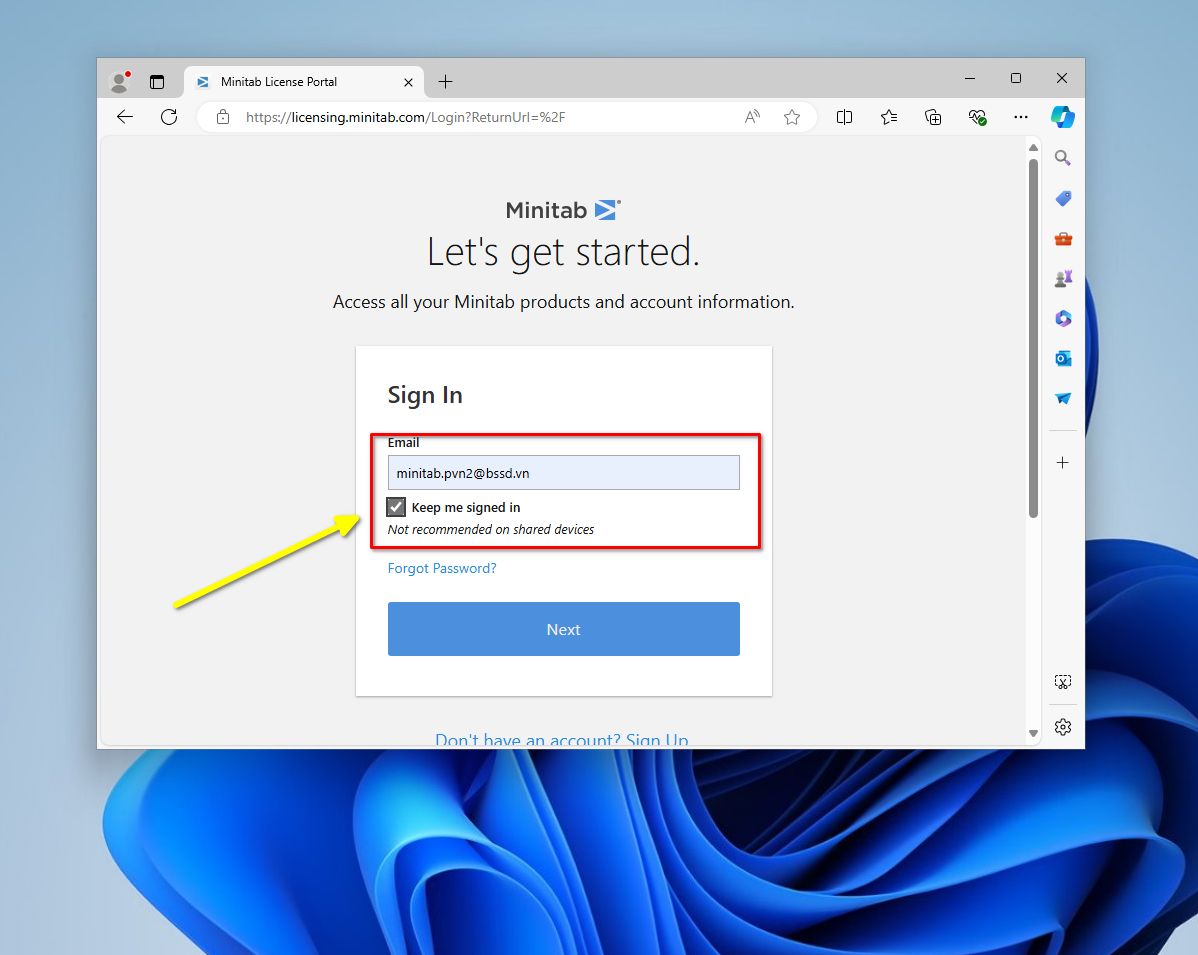 Minitab License Portal
https://licensing.minitab.com/Login?ReturnUrl=%2F
Minitab
Let's get started.
Access all your Minitab products and account information.
Sign In
Email
minitab.pvn2@bssd.vn
Keep me signed in
Not recommended on shared devices
Forgot Password?
Next
Don't have an account? Sign Up